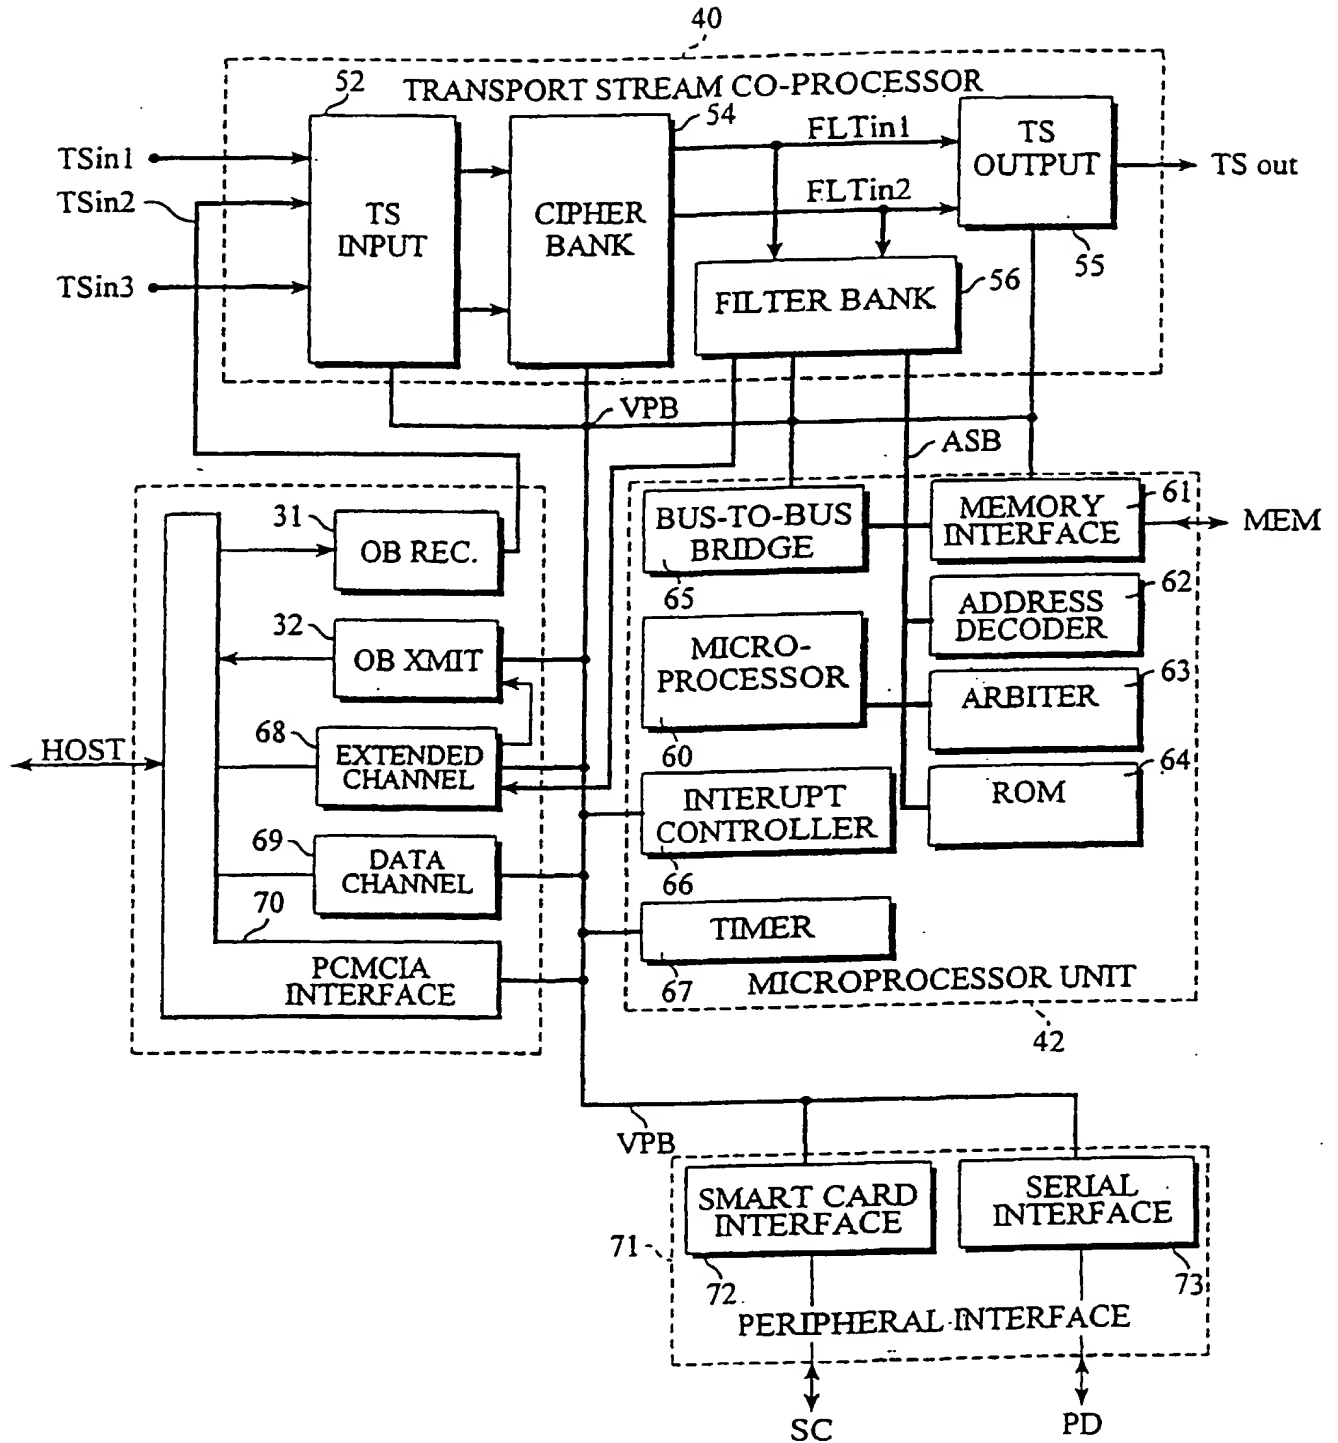 40
TRANSPORT STREAM CO-PROCESSOR
52
54
TSin1
TSin2
TSin3
TS
INPUT
CIPHER
BANK
FLTin1
FLTin2
TS
OUTPUT
TS out
55
56
FILTER BANK
VPB
ASB
31
OB REC.
32
OB XMIT
HOST
68
EXTENDED
CHANNEL
69
DATA
CHANNEL
70
PCMCIA
INTERFACE
BUS-TO-BUS
BRIDGE
65
MEMORY
INTERFACE
61
MEM
ADDRESS
DECODER
62
MICRO-
PROCESSOR
60
ARBITER
63
ROM
64
INTERUPT
CONTROLLER
66
TIMER
67
MICROPROCESSOR UNIT
42
VPB
71
SMART CARD
INTERFACE
72
SERIAL
INTERFACE
73
PERIPHERAL INTERFACE
SC
PD